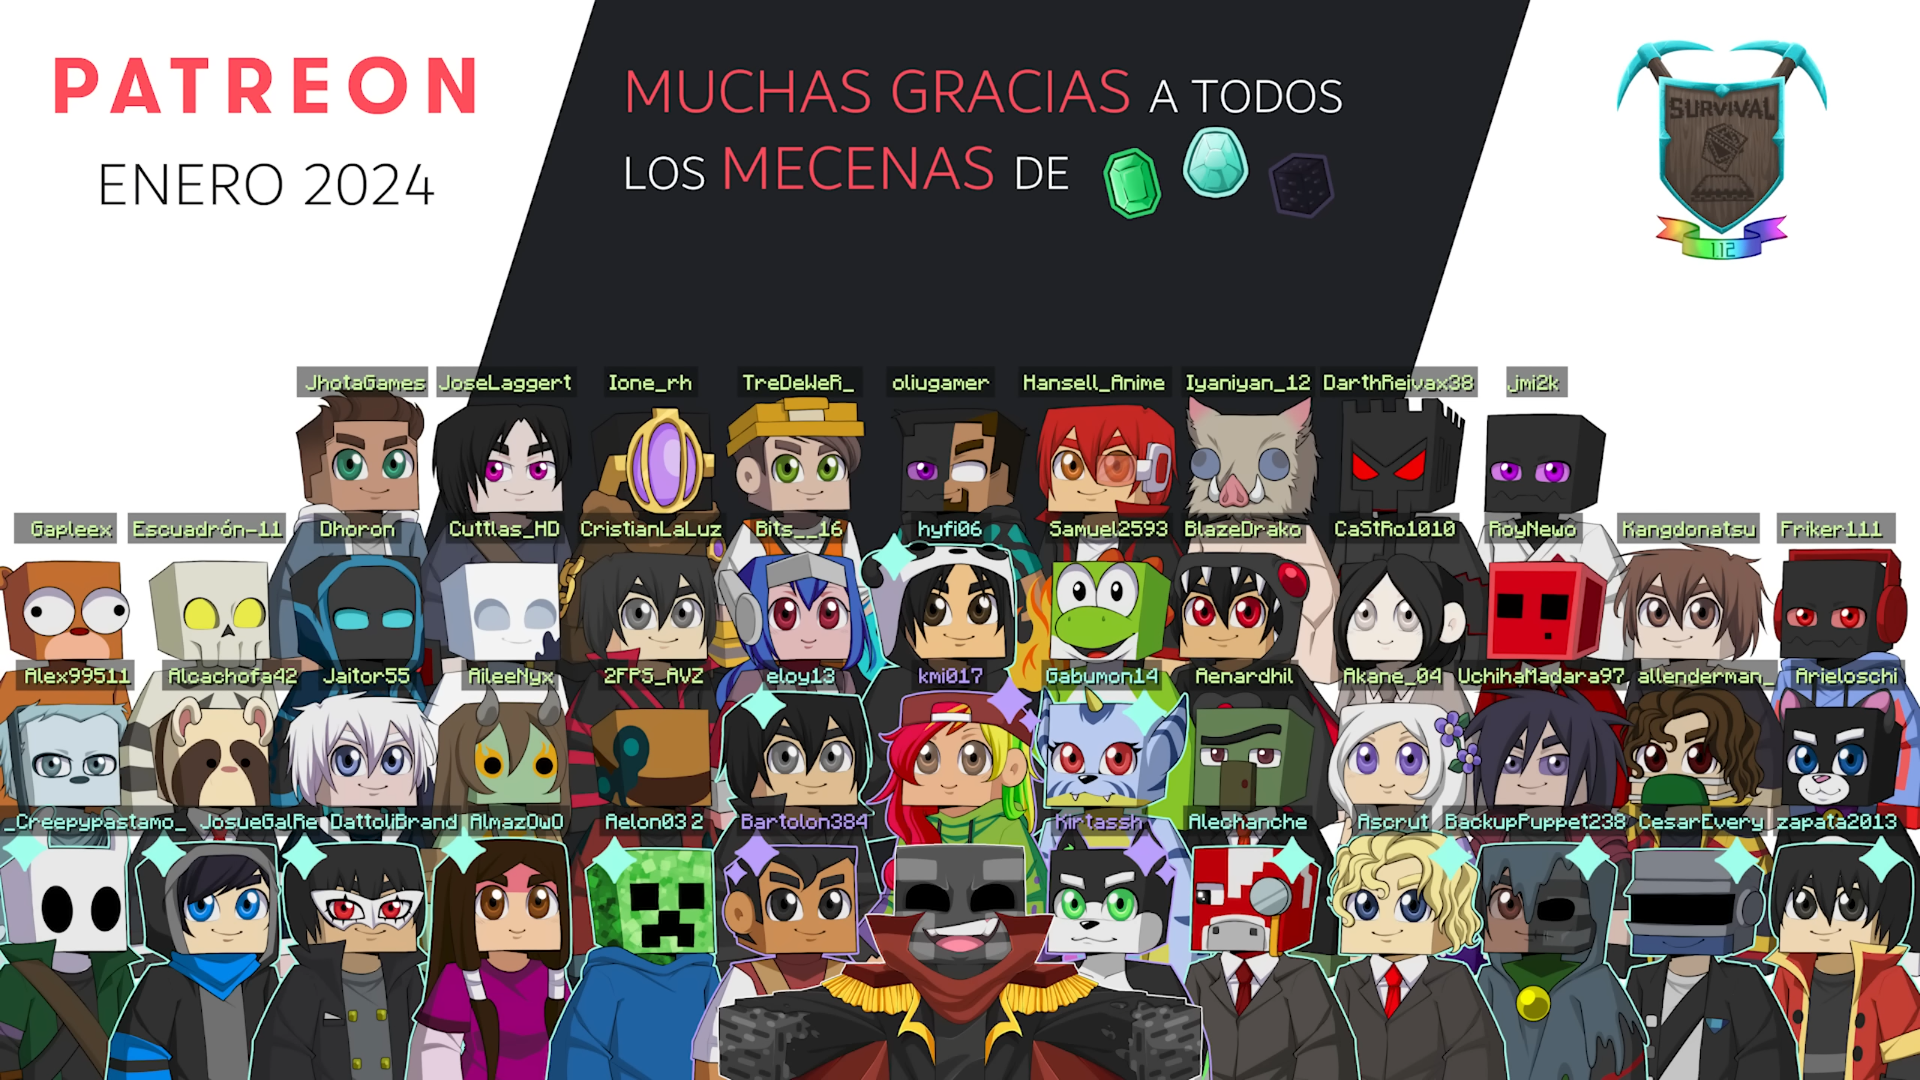 PATREON
ENERO 2024
MUCHAS GRACIAS A TODOS
LOS MECENAS DE
SURVIVAL
1.12
JhotaGames JoseLaggert Ione_rh TreDeWeR_ oliugamer Hansell_Anime Iyaniyan_12 DarthReivax38 jmi2k
Gapleex Escuadrón-11 Dhoron Cuttlas_HD CristianLaLuz Bits__16 hyfi06 Samuel2593 BlazeDrako CaStRo1010 RoyNewo Kangdonatsu Friker111
Alex99511 Alcachofa42 Jaitor55 AileeNyx 2FPS_AVZ eloy13 kmi017 Gabumon14 Aenardhil Akane_04 UchihaMadara97 allenderman_ Arieloschi
_Creepypastamo_ JosueGalRe DattoliBrand AlmazOwO Aelon032 Bartolon384 Kirtassh Alechanche Ascrut BackupPuppet238 CesarEvery zapata2013